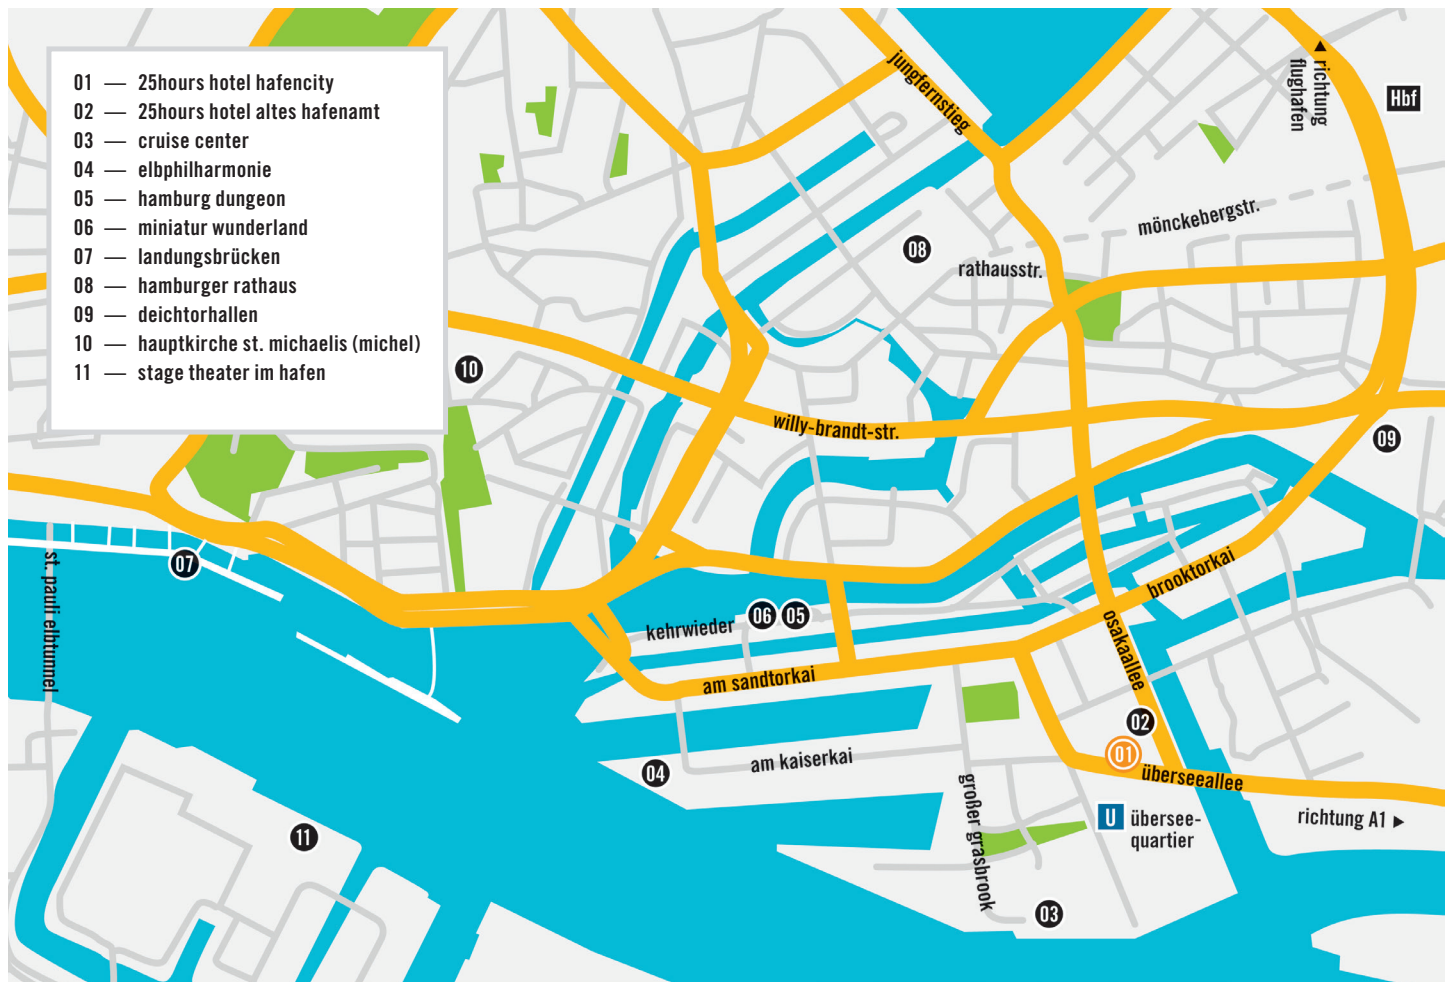 01 — 25hours hotel hafencity
02 — 25hours hotel altes hafenamt
03 — cruise center
04 — elbphilharmonie
05 — hamburg dungeon
06 — miniatur wunderland
07 — landungsbrücken
08 — hamburger rathaus
09 — deichtorhallen
10 — hauptkirche st. michaelis (michel)
11 — stage theater im hafen
jungfernstieg
▲ richtung
flughafen
Hbf
mönckebergstr.
08
rathausstr.
10
willy-brandt-str.
09
07
st. pauli elbtunnel
brooktorkai
06
05
kehrwieder
osakaallee
am sandtorkai
02
01
04
am kaiserkai
überseeallee
großer grasbrook
U
übersee-
quartier
richtung A1 ►
11
03